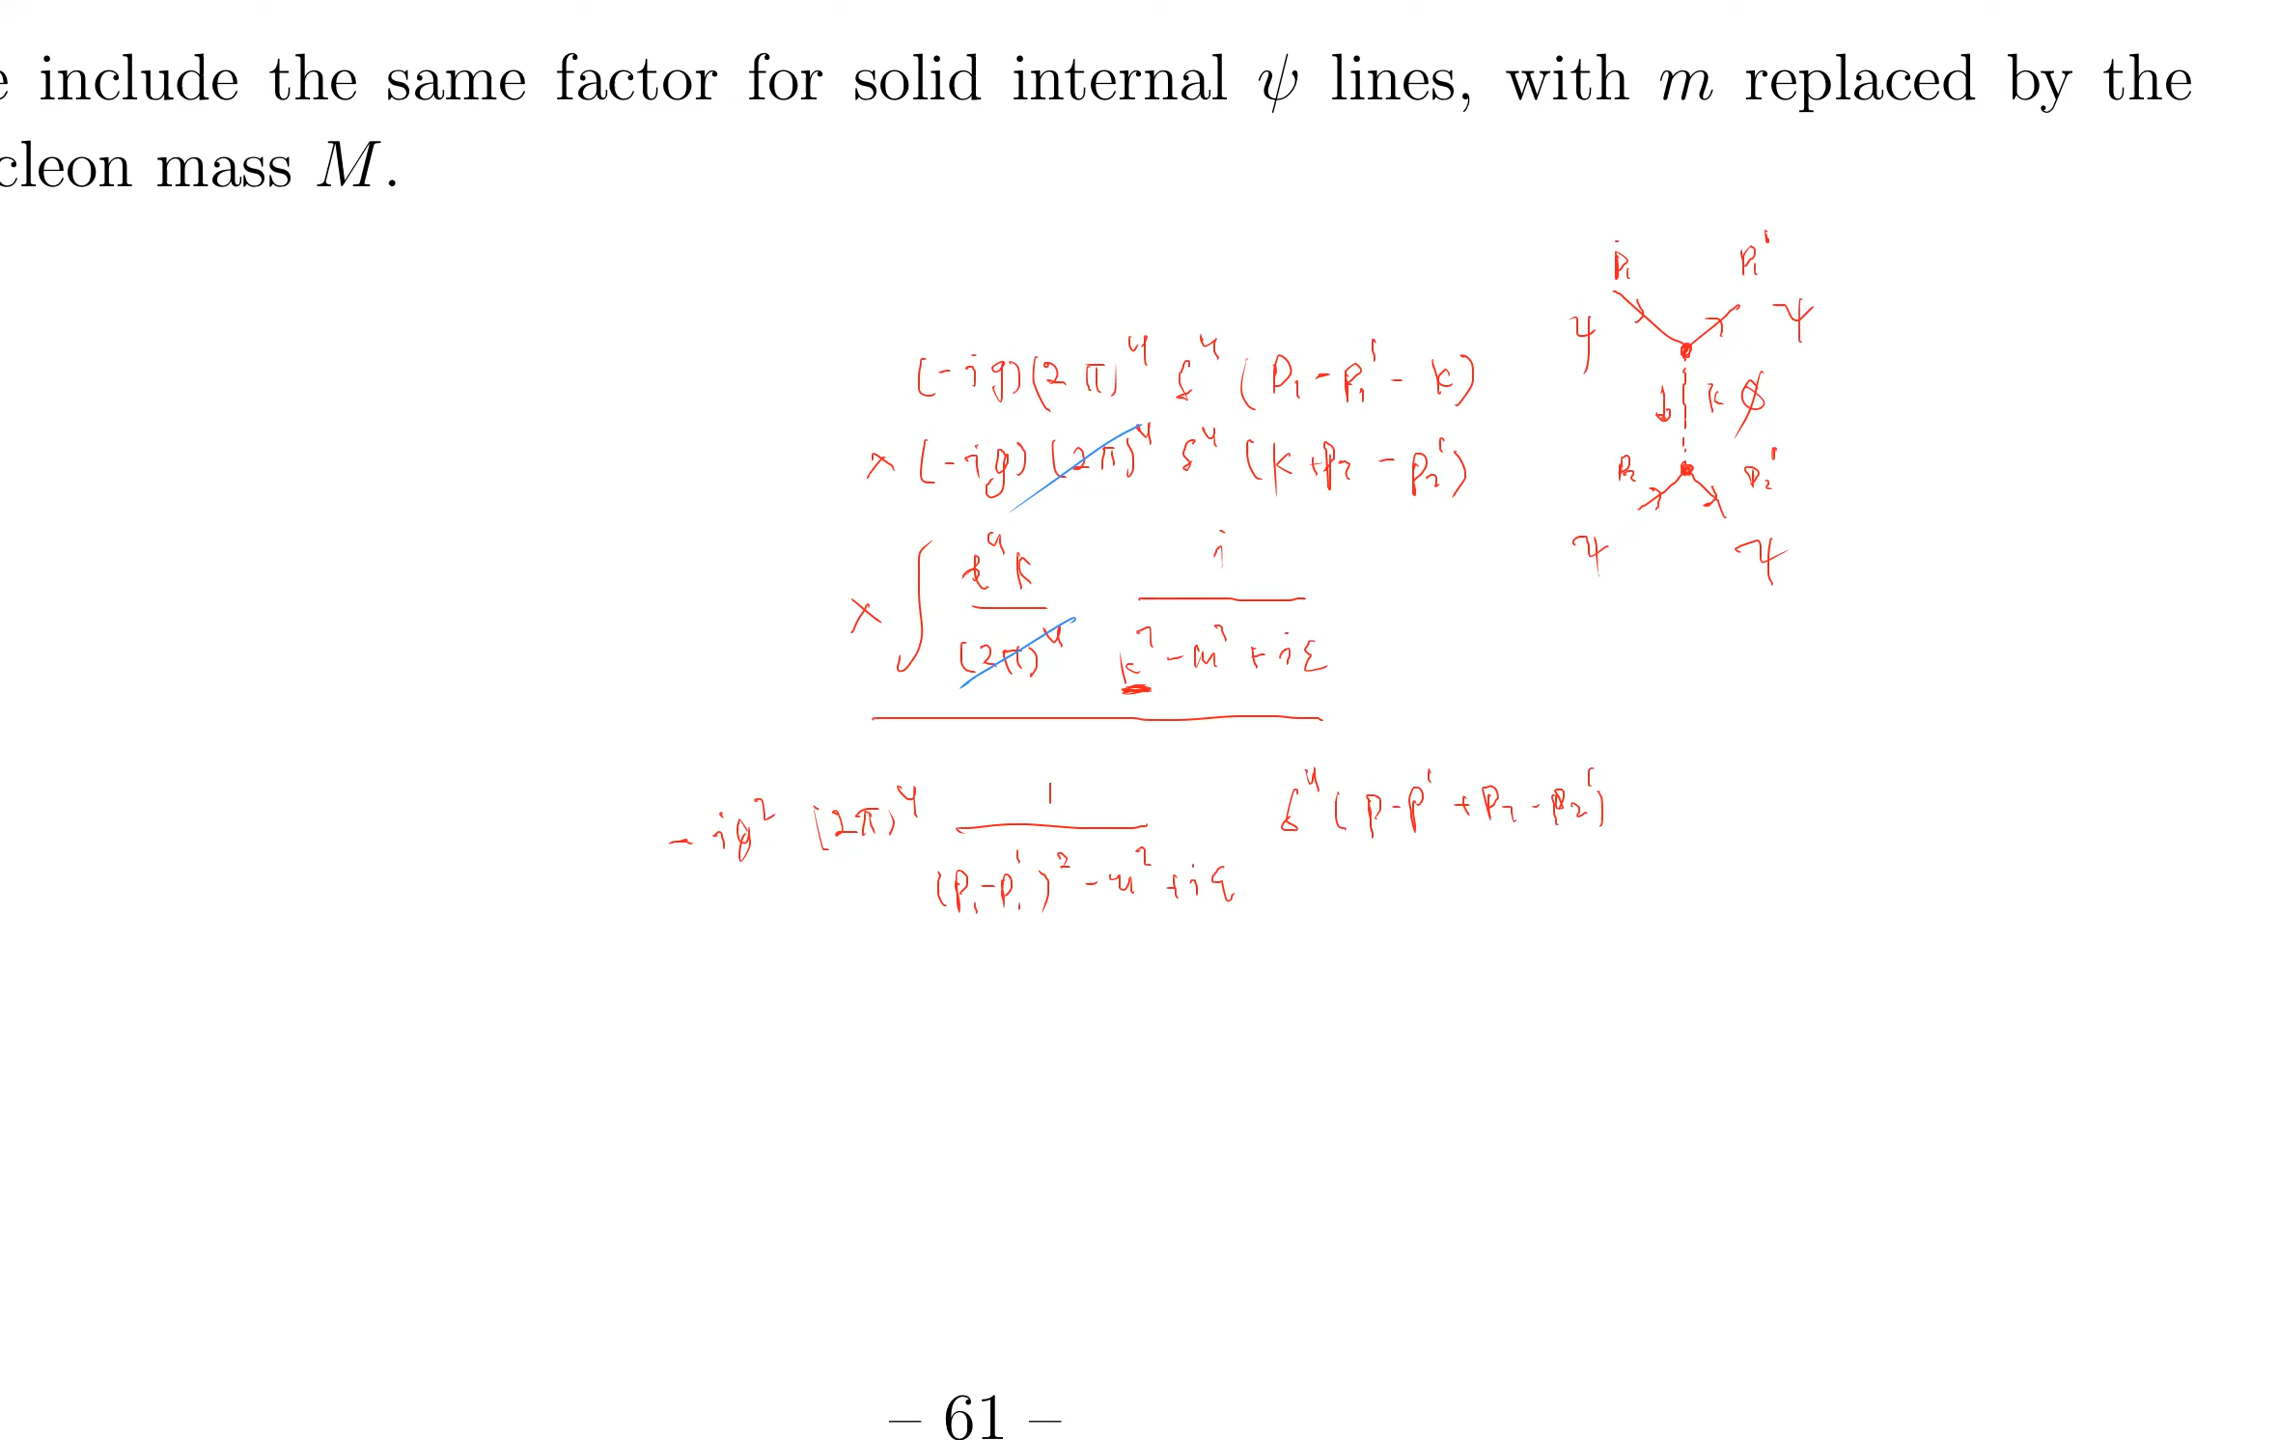 e include the same factor for solid internal ψ lines, with m replaced by the
cleon mass M.
p₁ p₁'
ψ ψ
(-ig)(2π)⁴ δ⁴ (p₁ - p₁' - k)
k φ
× (-ig) (2π)⁴ δ⁴ (k + p₂ - p₂')
p₂ p₂'
ψ ψ
× ∫ d⁴k / (2π)⁴ i / (k² - m² + iε)
-ig² (2π)⁴ 1 / ((p₁ - p₁')² - m² + iε) δ⁴ (p - p' + p₂ - p₂')
– 61 –